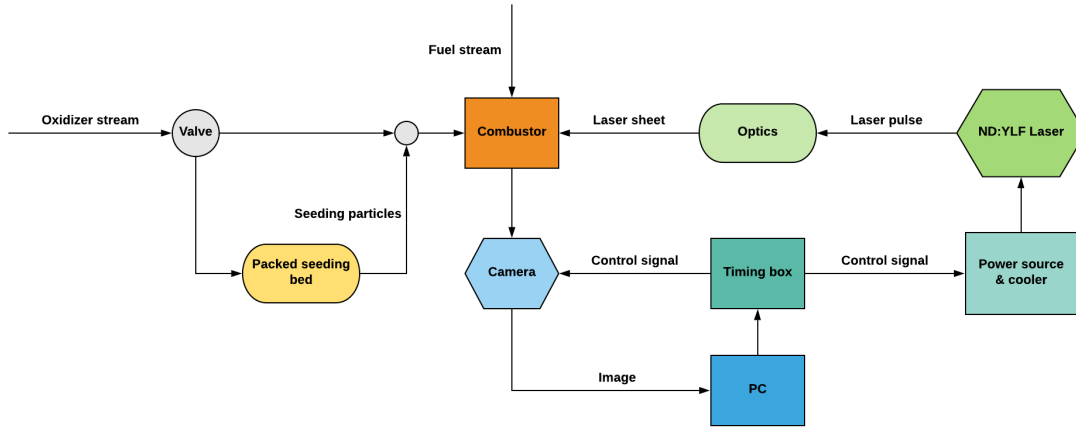 Fuel stream
Oxidizer stream
Valve
Combustor
Laser sheet
Optics
Laser pulse
ND:YLF Laser
Seeding particles
Packed seeding
bed
Camera
Control signal
Timing box
Control signal
Power source
& cooler
Image
PC